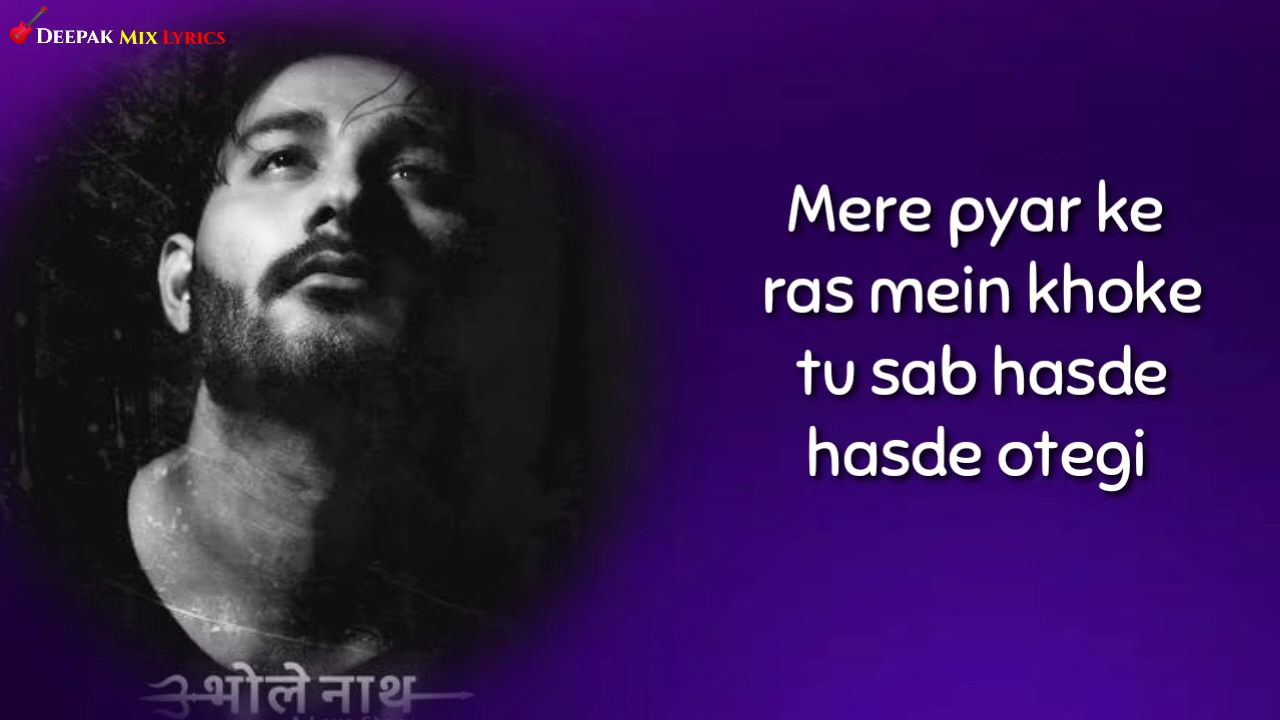 DEEPAK MIX LYRICS
Mere pyar ke
ras mein khoke
tu sab hasde
hasde otegi
भोले नाथ